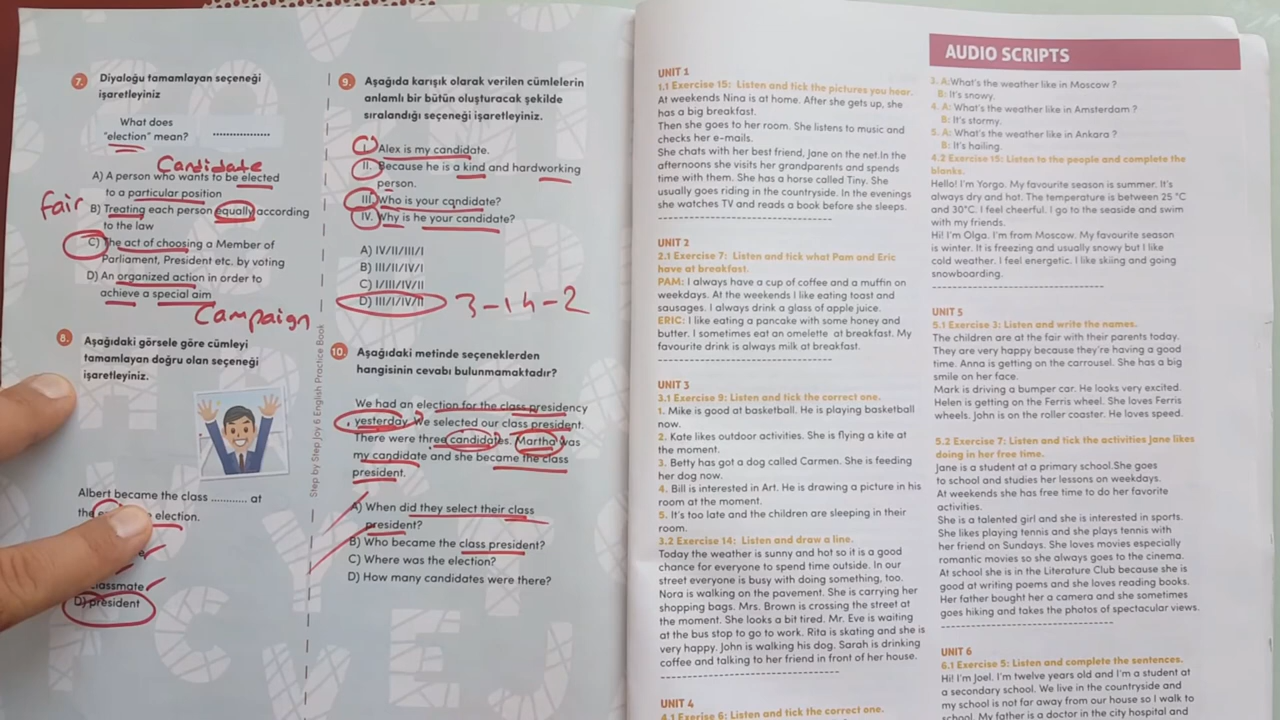 7. Diyaloğu tamamlayan seçeneği
işaretleyiniz
What does
"election" mean? ..................
Candidate
A) A person who wants to be elected
to a particular position
fair
B) Treating each person equally according
to the law
C) The act of choosing a Member of
Parliament, President etc. by voting
D) An organized action in order to
achieve a special aim
Campaign
8. Aşağıdaki görsele göre cümleyi
tamamlayan doğru olan seçeneği
işaretleyiniz.
Albert became the class ............ at
the election.
classmate
D) president
Step by Step Joy 6 English Practice Book
9. Aşağıda karışık olarak verilen cümlelerin
anlamlı bir bütün oluşturacak şekilde
sıralandığı seçeneği işaretleyiniz.
I. Alex is my candidate.
II. Because he is a kind and hardworking
person.
III. Who is your candidate?
IV. Why is he your candidate?
A) IV/II/III/I
B) III/II/IV/I
C) I/III/IV/II
D) III/I/IV/II
3-14-2
10. Aşağıdaki metinde seçeneklerden
hangisinin cevabı bulunmamaktadır?
We had an election for the class presidency
yesterday. We selected our class president.
There were three candidates. Martha was
my candidate and she became the class
president.
A) When did they select their class
president?
B) Who became the class president?
C) Where was the election?
D) How many candidates were there?
AUDIO SCRIPTS
UNIT 1
1.1 Exercise 15: Listen and tick the pictures you hear.
At weekends Nina is at home. After she gets up, she
has a big breakfast.
Then she goes to her room. She listens to music and
checks her e-mails.
She chats with her best friend, Jane on the net.In the
afternoons she visits her grandparents and spends
time with them. She has a horse called Tiny. She
usually goes riding in the countryside. In the evenings
she watches TV and reads a book before she sleeps.
UNIT 2
2.1 Exercise 7: Listen and tick what Pam and Eric
have at breakfast.
PAM: I always have a cup of coffee and a muffin on
weekdays. At the weekends I like eating toast and
sausages. I always drink a glass of apple juice.
ERIC: I like eating a pancake with some honey and
butter. I sometimes eat an omelette at breakfast. My
favourite drink is always milk at breakfast.
UNIT 3
3.1 Exercise 9: Listen and tick the correct one.
1. Mike is good at basketball. He is playing basketball
now.
2. Kate likes outdoor activities. She is flying a kite at
the moment.
3. Betty has got a dog called Carmen. She is feeding
her dog now.
4. Bill is interested in Art. He is drawing a picture in his
room at the moment.
5. It's too late and the children are sleeping in their
room.
3.2 Exercise 14: Listen and draw a line.
Today the weather is sunny and hot so it is a good
chance for everyone to spend time outside. In our
street everyone is busy with doing something, too.
Nora is walking on the pavement. She is carrying her
shopping bags. Mrs. Brown is crossing the street at
the moment. She looks a bit tired. Mr. Eve is waiting
at the bus stop to go to work. Rita is skating and she is
very happy. John is walking his dog. Sarah is drinking
coffee and talking to her friend in front of her house.
UNIT 4
4.1 Exercise 6: Listen and tick the correct one.
3. A:What's the weather like in Moscow ?
B: It's snowy.
4. A: What's the weather like in Amsterdam ?
B: It's stormy.
5. A: What's the weather like in Ankara ?
B: It's hailing.
4.2 Exercise 15: Listen to the people and complete the
blanks.
Hello! I'm Yorgo. My favourite season is summer. It's
always dry and hot. The temperature is between 25 °C
and 30°C. I feel cheerful. I go to the seaside and swim
with my friends.
Hi! I'm Olga. I'm from Moscow. My favourite season
is winter. It is freezing and usually snowy but I like
cold weather. I feel energetic. I like skiing and going
snowboarding.
UNIT 5
5.1 Exercise 3: Listen and write the names.
The children are at the fair with their parents today.
They are very happy because they're having a good
time. Anna is getting on the carrousel. She has a big
smile on her face.
Mark is driving a bumper car. He looks very excited.
Helen is getting on the Ferris wheel. She loves Ferris
wheels. John is on the roller coaster. He loves speed.
5.2 Exercise 7: Listen and tick the activities Jane likes
doing in her free time.
Jane is a student at a primary school.She goes
to school and studies her lessons on weekdays.
At weekends she has free time to do her favorite
activities.
She is a talented girl and she is interested in sports.
She likes playing tennis and she plays tennis with
her friend on Sundays. She loves movies especially
romantic movies so she always goes to the cinema.
At school she is in the Literature Club because she is
good at writing poems and she loves reading books.
Her father bought her a camera and she sometimes
goes hiking and takes the photos of spectacular views.
UNIT 6
6.1 Exercise 5: Listen and complete the sentences.
Hi! I'm Joel. I'm twelve years old and I'm a student at
a secondary school. We live in the countryside and
my school is not far away from our house so I walk to
school. My father is a doctor in the city hospital and